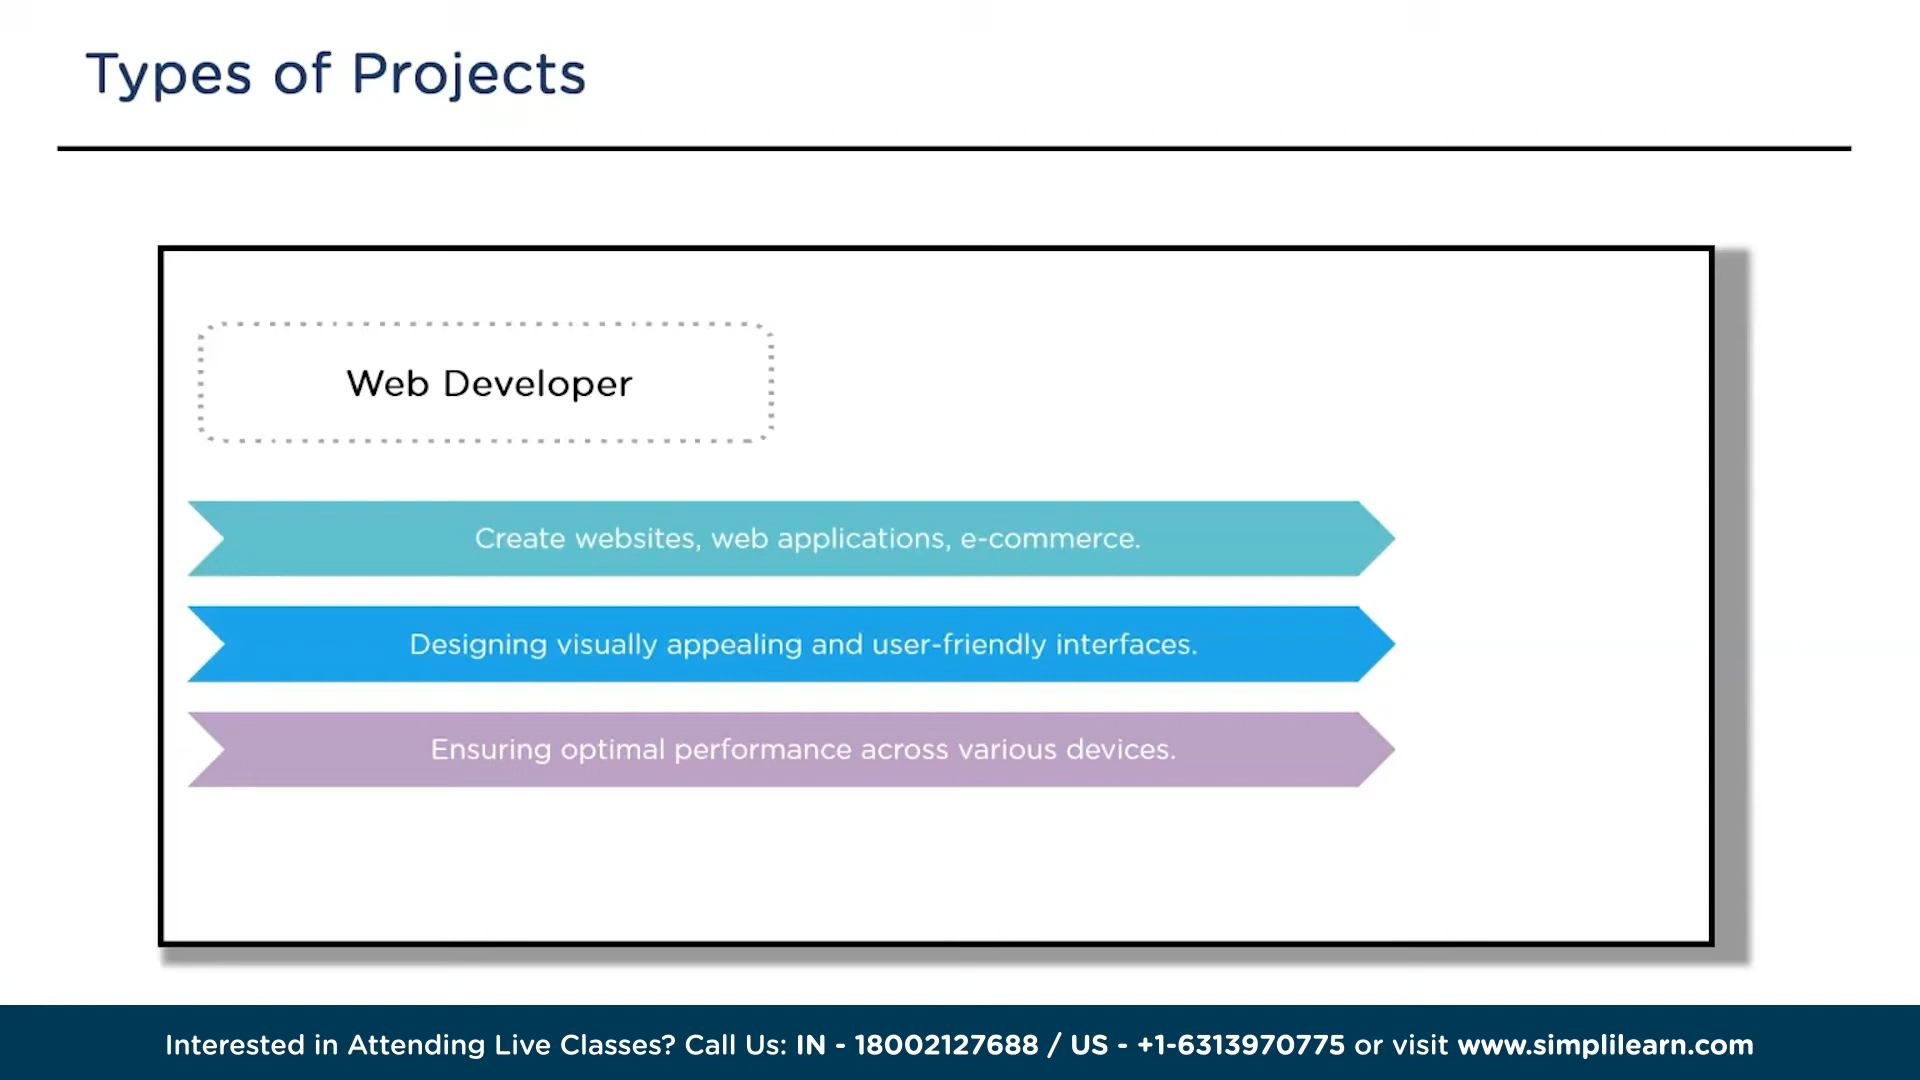 Types of Projects
Web Developer
Create websites, web applications, e-commerce.
Designing visually appealing and user-friendly interfaces.
Ensuring optimal performance across various devices.
Interested in Attending Live Classes? Call Us: IN - 18002127688 / US - +1-6313970775 or visit www.simplilearn.com